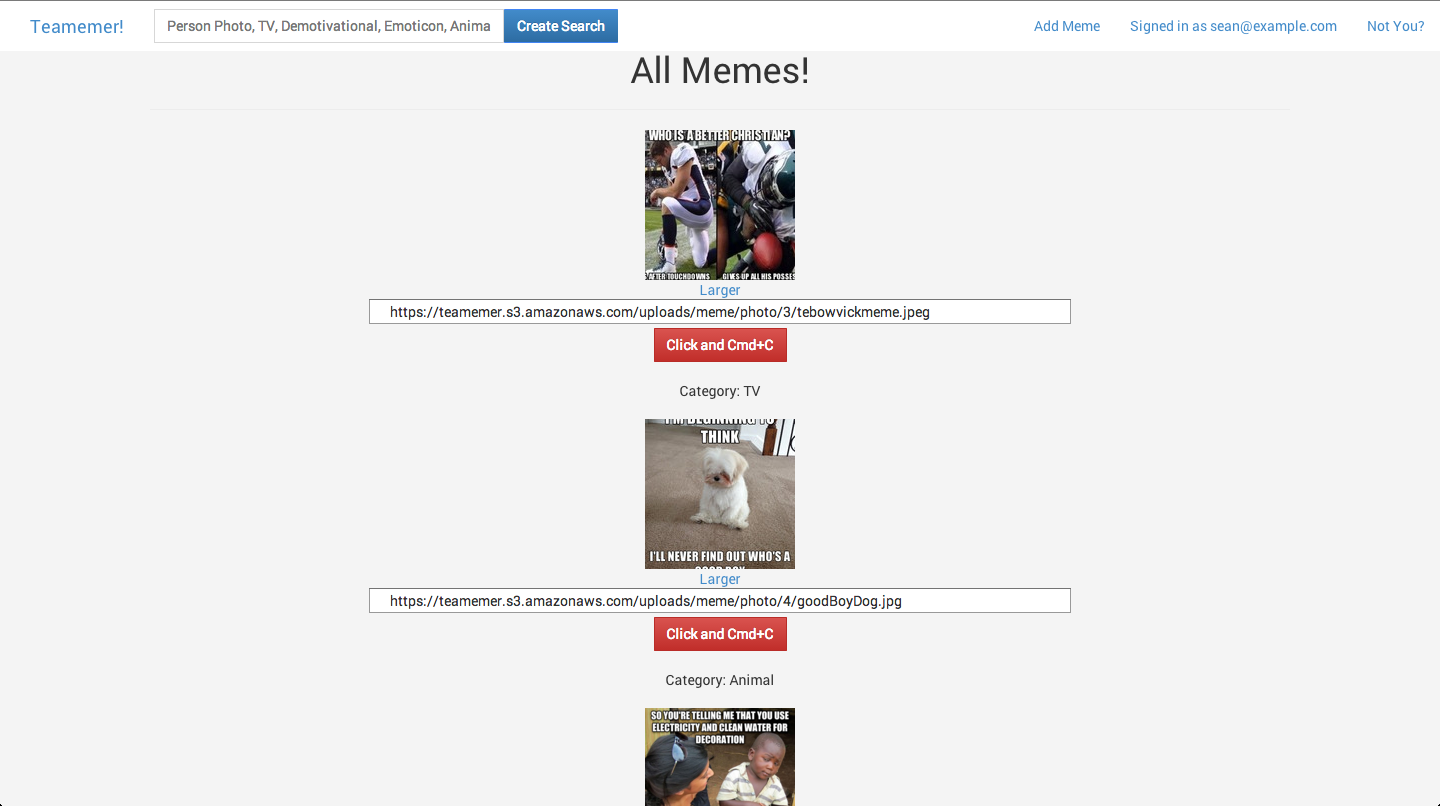 Teamemer!
Person Photo, TV, Demotivational, Emoticon, Anima
Create Search
Add Meme
Signed in as sean@example.com
Not You?
All Memes!
WHO IS A BETTER CHRISTIAN?
AFTER TOUCHDOWNS
GIVES UP ALL HIS POSSES
Larger
https://teamemer.s3.amazonaws.com/uploads/meme/photo/3/tebowvickmeme.jpeg
Click and Cmd+C
Category: TV
I'M BEGINNING TO
THINK
I'LL NEVER FIND OUT WHO'S A
GOOD BOY
Larger
https://teamemer.s3.amazonaws.com/uploads/meme/photo/4/goodBoyDog.jpg
Click and Cmd+C
Category: Animal
SO YOU'RE TELLING ME THAT YOU USE
ELECTRICITY AND CLEAN WATER FOR
DECORATION